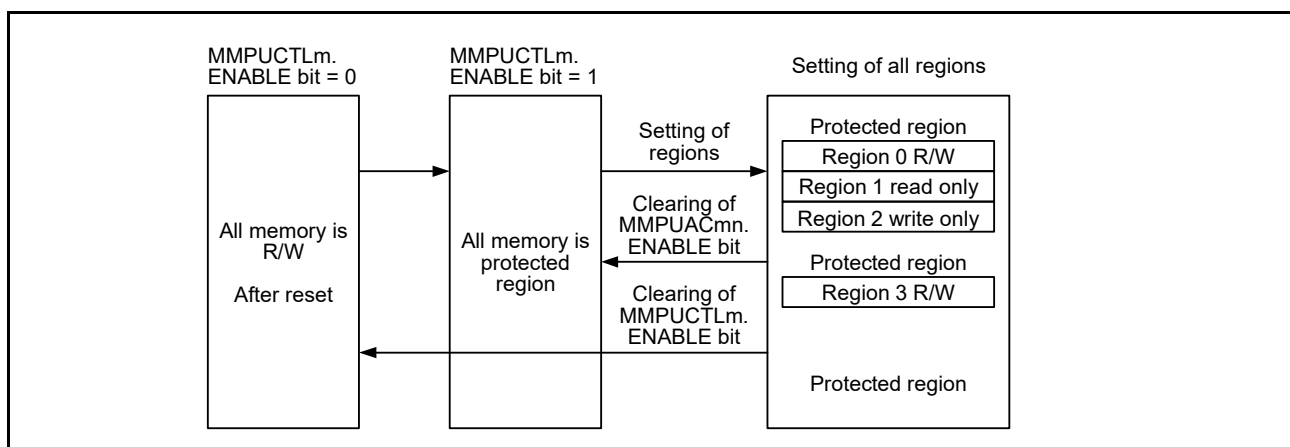 MMPUCTLm.
ENABLE bit = 0
MMPUCTLm.
ENABLE bit = 1
Setting of all regions
All memory is
R/W
After reset
All memory is
protected
region
Setting of
regions
Clearing of
MMPUACmn.
ENABLE bit
Clearing of
MMPUCTLm.
ENABLE bit
Protected region
Region 0 R/W
Region 1 read only
Region 2 write only
Protected region
Region 3 R/W
Protected region